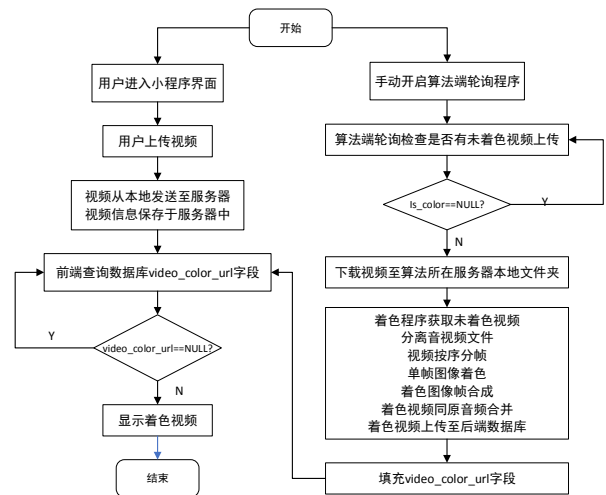 开始
用户进入小程序界面
用户上传视频
视频从本地发送至服务器
视频信息保存于服务器中
前端查询数据库video_color_url字段
Y
video_color_url==NULL?
N
显示着色视频
结束
手动开启算法端轮询程序
算法端轮询检查是否有未着色视频上传
Is_color==NULL?
Y
N
下载视频至算法所在服务器本地文件夹
着色程序获取未着色视频
分离音视频文件
视频按序分帧
单帧图像着色
着色图像帧合成
着色视频同原音频合并
着色视频上传至后端数据库
填充video_color_url字段